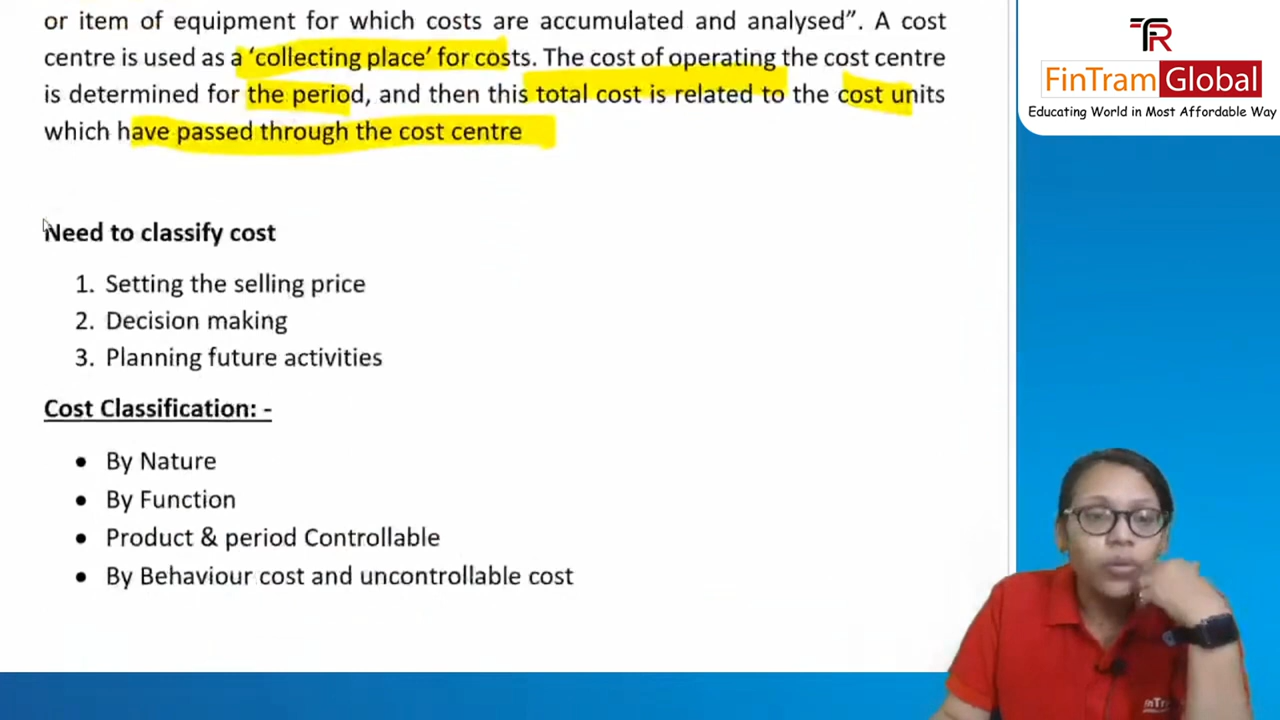 or item of equipment for which costs are accumulated and analysed”. A cost
centre is used as a ‘collecting place’ for costs. The cost of operating the cost centre
is determined for the period, and then this total cost is related to the cost units
which have passed through the cost centre
Need to classify cost
1. Setting the selling price
2. Decision making
3. Planning future activities
Cost Classification: -
• By Nature
• By Function
• Product & period Controllable
• By Behaviour cost and uncontrollable cost
FinTram Global
Educating World in Most Affordable Way